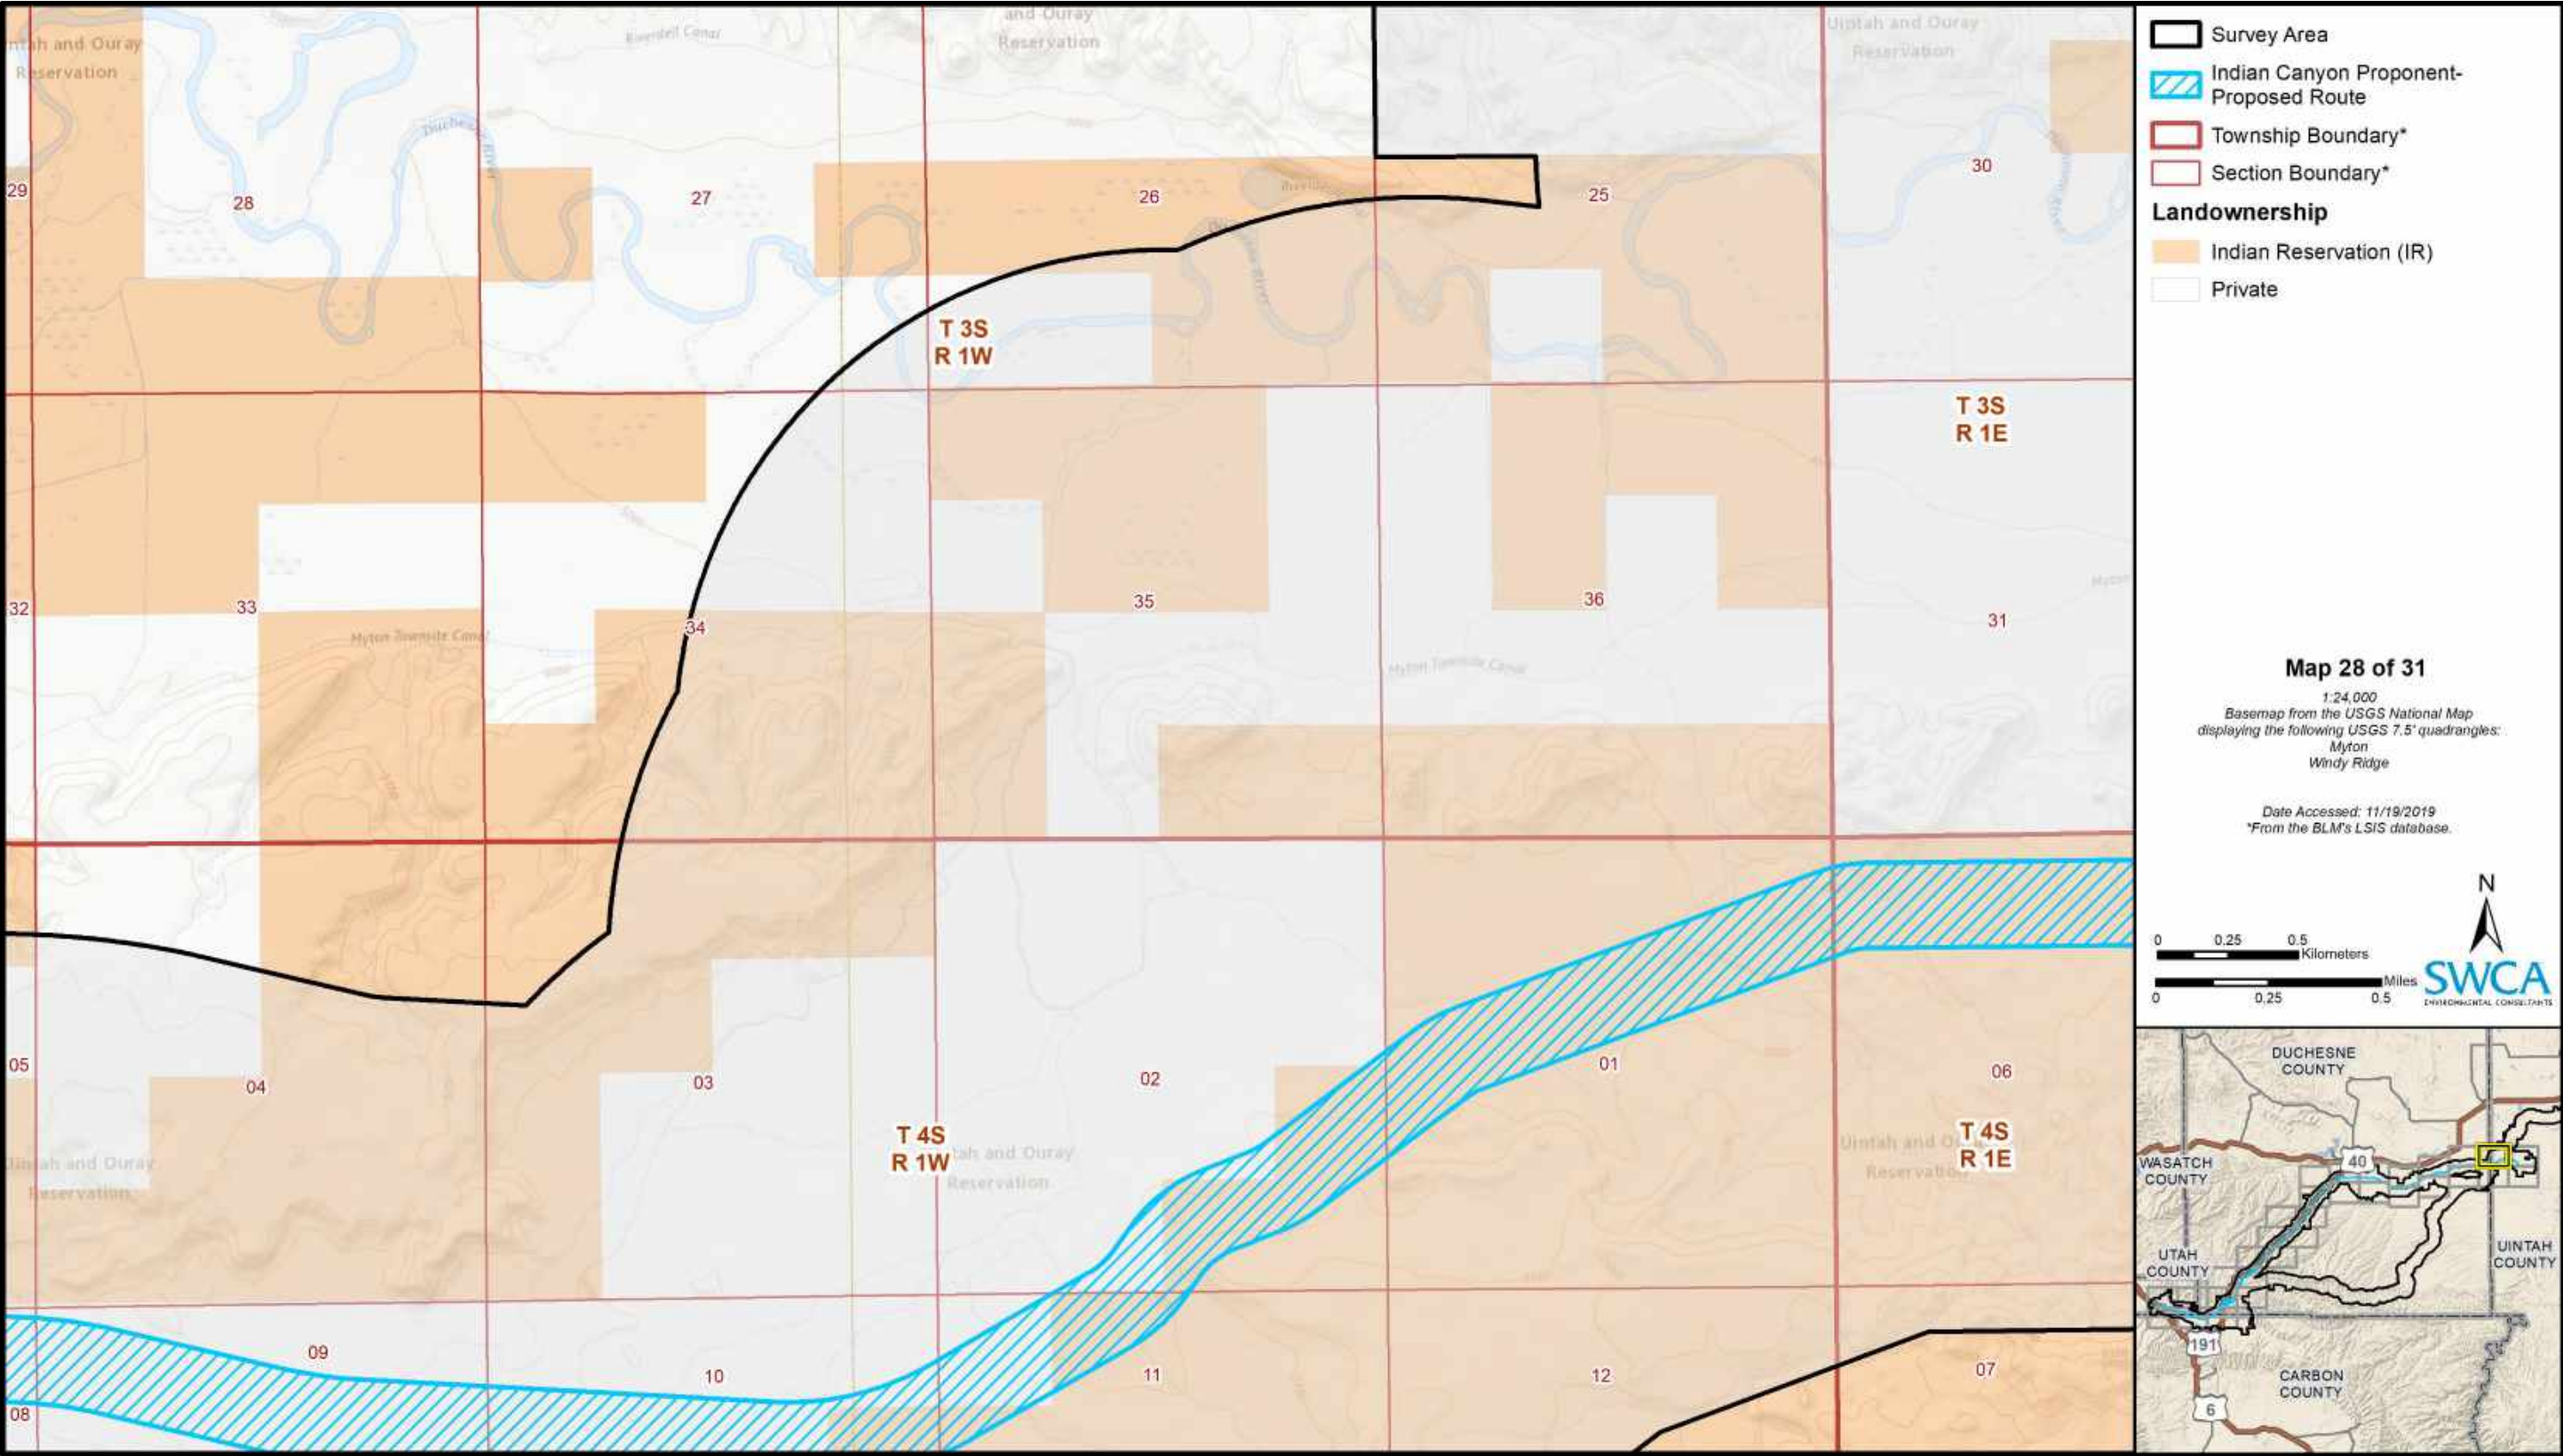 and Ouray
Reservation
Riverdell Canal
Uintah and Ouray
Reservation
ntah and Ouray
Reservation
Duchesne River
29
28
27
26
25
30
T 3S
R 1W
T 3S
R 1E
32
33
34
35
36
31
Myton Townsite Canal
Myton Townsite Canal
Myton
05
04
03
02
01
06
T 4S
R 1W
tah and Ouray
Reservation
T 4S
R 1E
Uintah and O
Reservation
Uintah and Ouray
Reservation
09
10
11
12
07
08
Survey Area
Indian Canyon Proponent-
Proposed Route
Township Boundary*
Section Boundary*
Landownership
Indian Reservation (IR)
Private
Map 28 of 31
1:24,000
Basemap from the USGS National Map
displaying the following USGS 7.5' quadrangles:
Myton
Windy Ridge
Date Accessed: 11/19/2019
*From the BLM's LSIS database.
N
0 0.25 0.5
Kilometers
Miles
0 0.25 0.5
SWCA
ENVIRONMENTAL CONSULTANTS
DUCHESNE
COUNTY
WASATCH
COUNTY
40
UTAH
COUNTY
UINTAH
COUNTY
191
CARBON
COUNTY
6